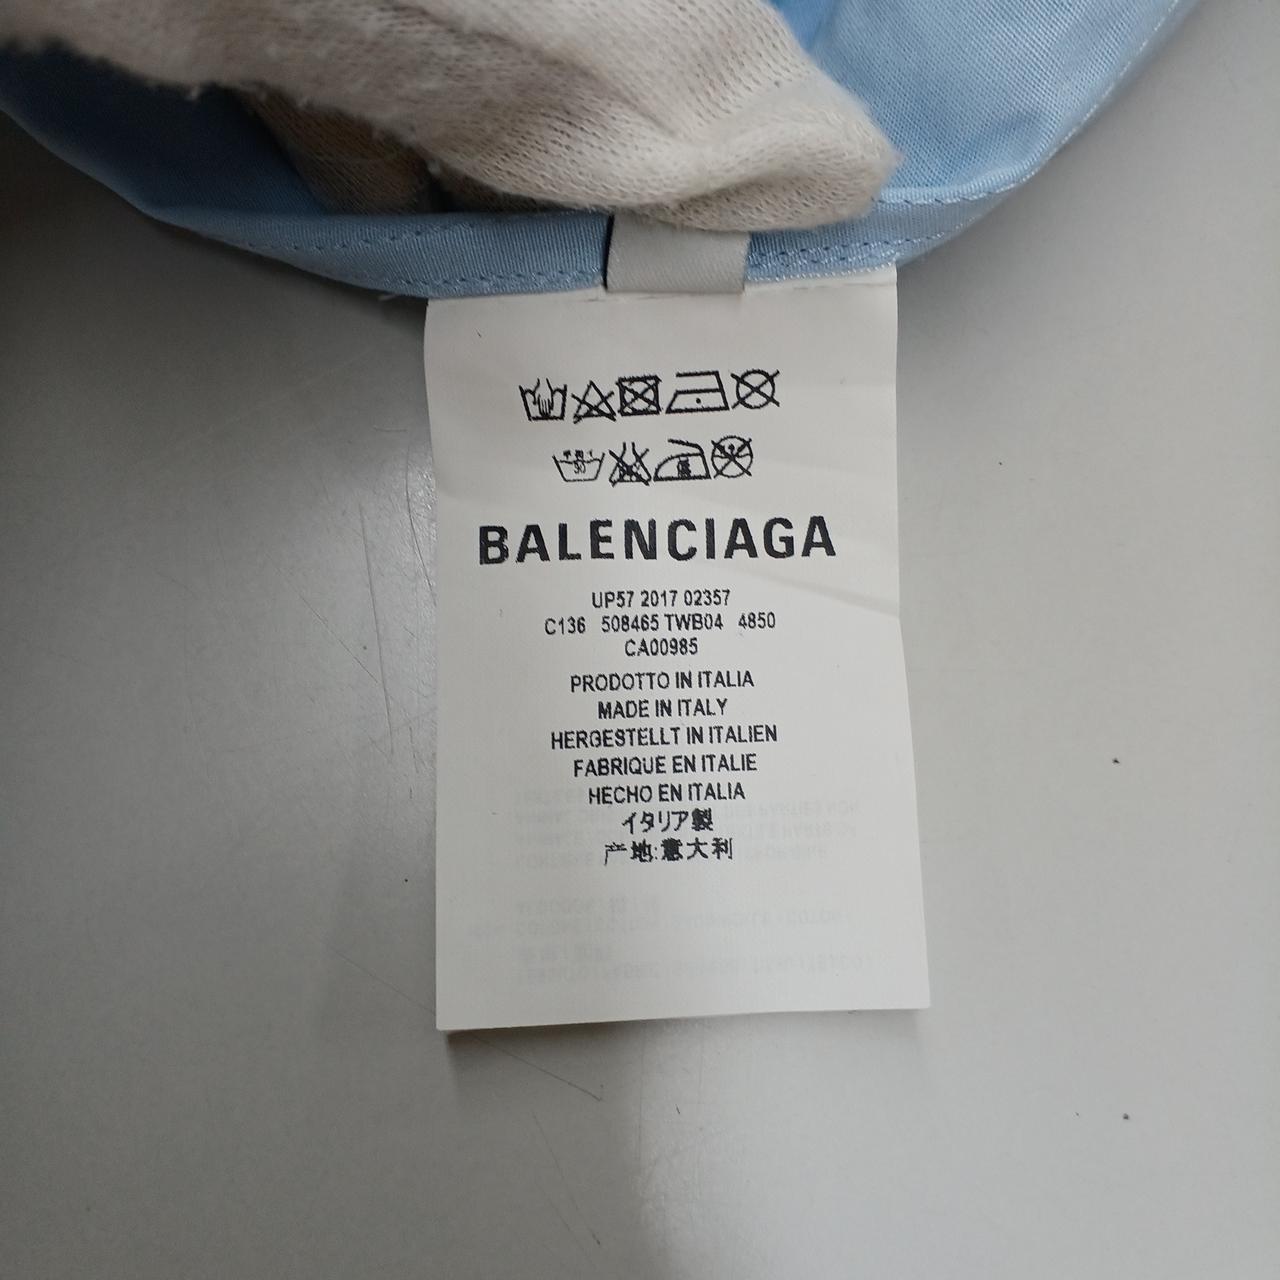 BALENCIAGA
UP57 2017 02357
C136 508465 TWB04 4850
CA00985
PRODOTTO IN ITALIA
MADE IN ITALY
HERGESTELLT IN ITALIEN
FABRIQUE EN ITALIE
HECHO EN ITALIA
イタリア製
产地:意大利